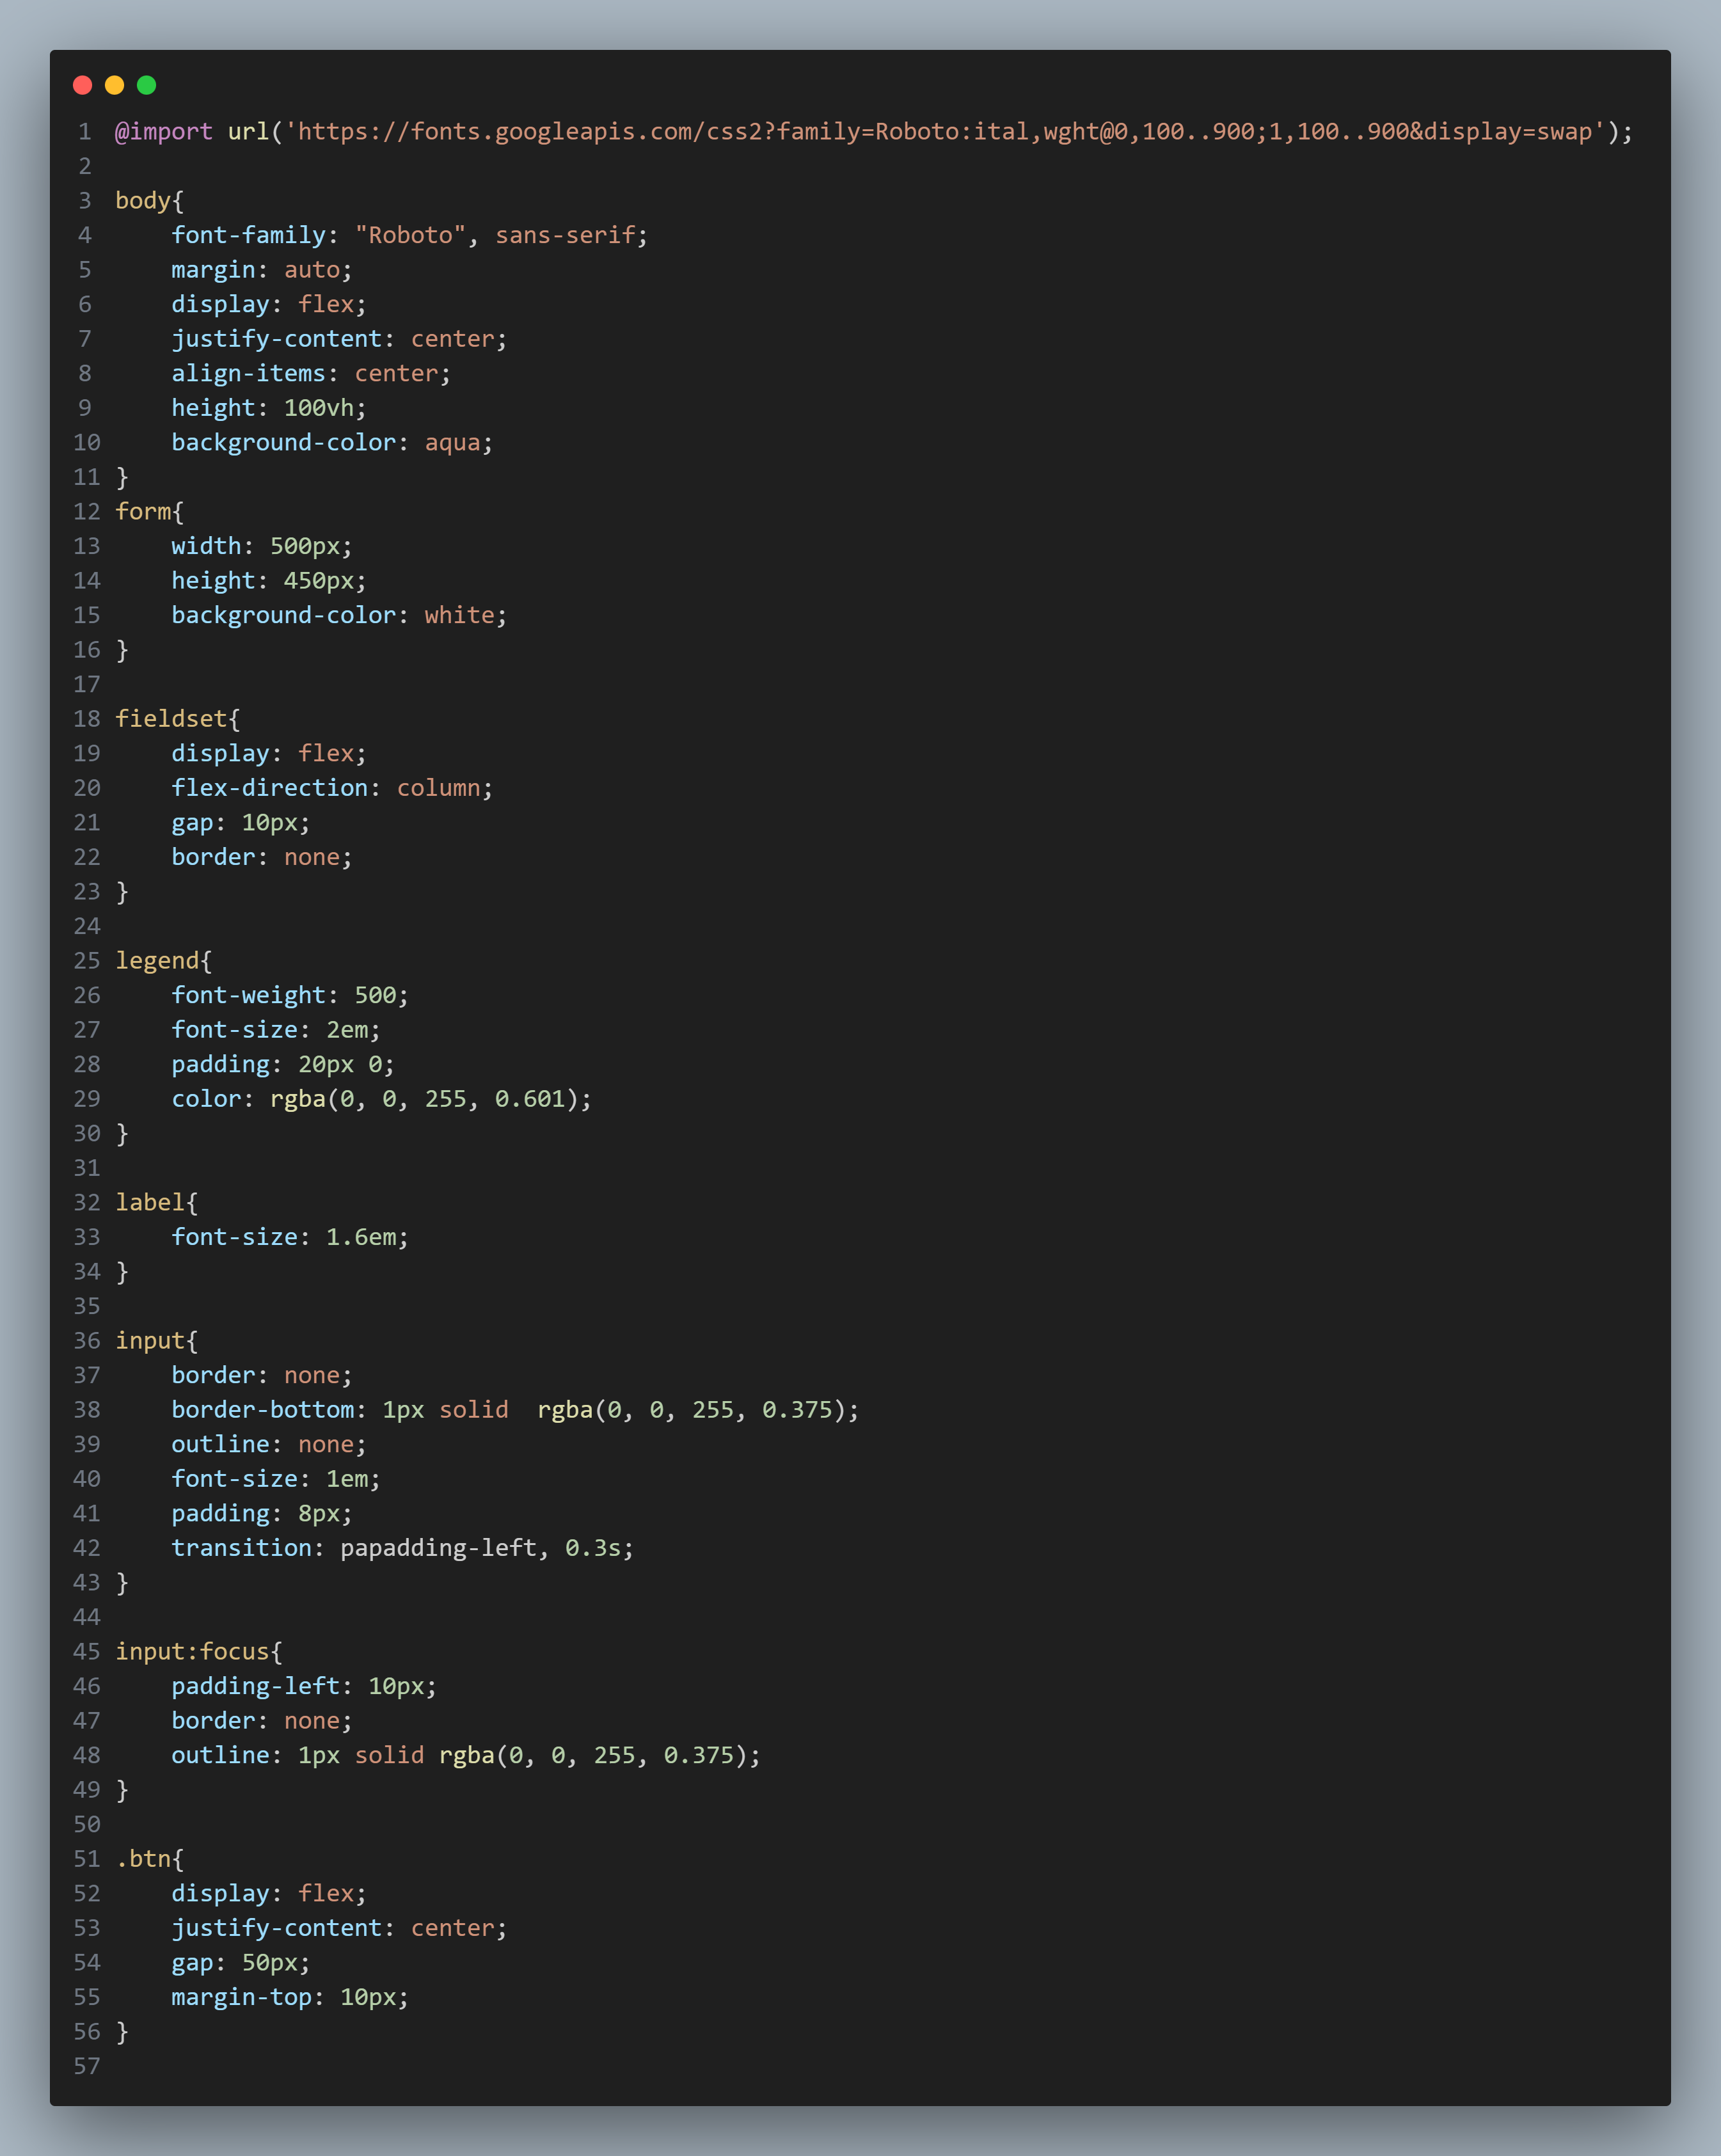 1 @import url('https://fonts.googleapis.com/css2?family=Roboto:ital,wght@0,100..900;1,100..900&display=swap');
2
3 body{
4     font-family: "Roboto", sans-serif;
5     margin: auto;
6     display: flex;
7     justify-content: center;
8     align-items: center;
9     height: 100vh;
10     background-color: aqua;
11 }
12 form{
13     width: 500px;
14     height: 450px;
15     background-color: white;
16 }
17
18 fieldset{
19     display: flex;
20     flex-direction: column;
21     gap: 10px;
22     border: none;
23 }
24
25 legend{
26     font-weight: 500;
27     font-size: 2em;
28     padding: 20px 0;
29     color: rgba(0, 0, 255, 0.601);
30 }
31
32 label{
33     font-size: 1.6em;
34 }
35
36 input{
37     border: none;
38     border-bottom: 1px solid  rgba(0, 0, 255, 0.375);
39     outline: none;
40     font-size: 1em;
41     padding: 8px;
42     transition: papadding-left, 0.3s;
43 }
44
45 input:focus{
46     padding-left: 10px;
47     border: none;
48     outline: 1px solid rgba(0, 0, 255, 0.375);
49 }
50
51 .btn{
52     display: flex;
53     justify-content: center;
54     gap: 50px;
55     margin-top: 10px;
56 }
57